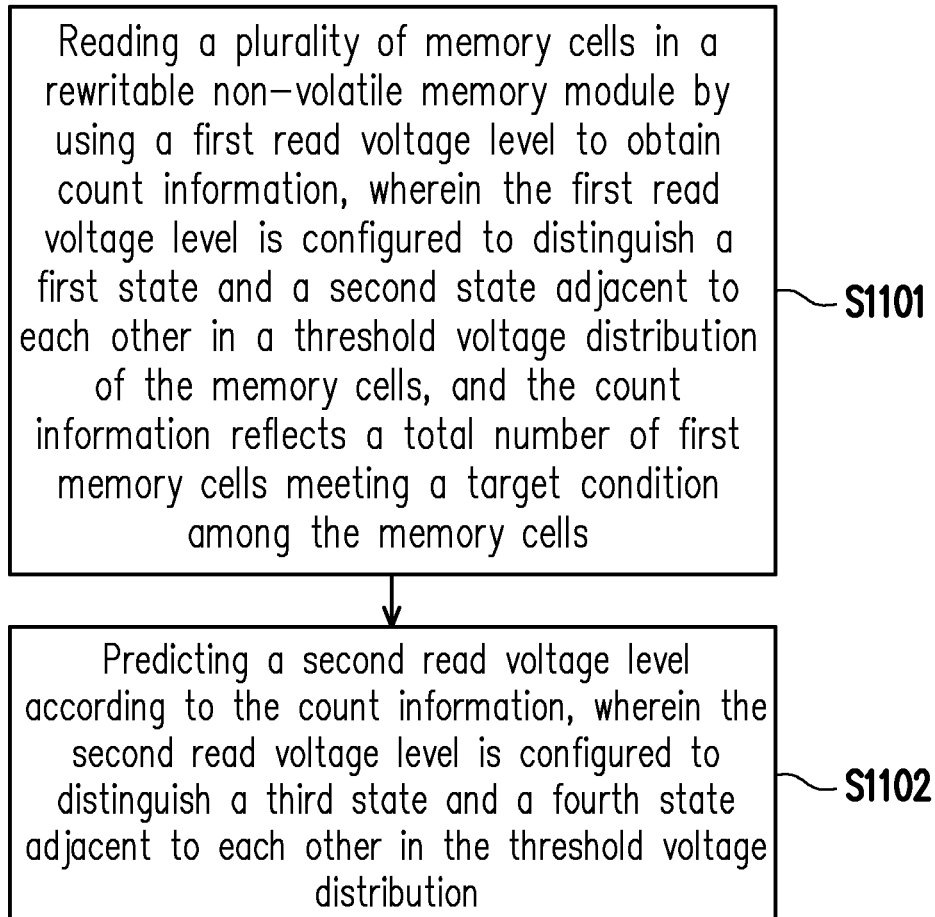 Reading a plurality of memory cells in a
rewritable non-volatile memory module by
using a first read voltage level to obtain
count information, wherein the first read
voltage level is configured to distinguish a
first state and a second state adjacent to
each other in a threshold voltage distribution
of the memory cells, and the count
information reflects a total number of first
memory cells meeting a target condition
among the memory cells
S1101
Predicting a second read voltage level
according to the count information, wherein the
second read voltage level is configured to
distinguish a third state and a fourth state
adjacent to each other in the threshold voltage
distribution
S1102